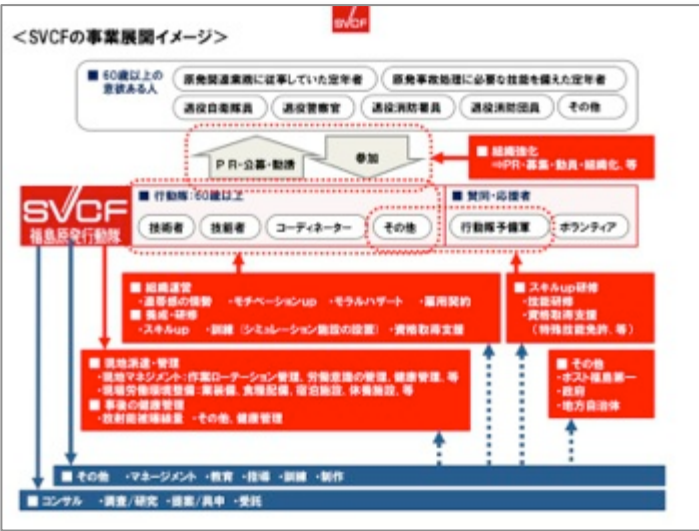 SVCF
<SVCFの事業展開イメージ>
■ 60歳以上の
意欲ある人
原発関連業務に従事していた定年者
原発事故処理に必要な技能を備えた定年者
退役自衛隊員
退役警察官
退役消防署員
退役消防団員
その他
PR・公募・勧誘
参加
■ 組織強化
⇒PR・募集・動員・組織化、等
SVCF
福島原発行動隊
■ 行動隊:60歳以上
技術者
技能者
コーディネーター
その他
■ 賛同・応援者
行動隊予備軍
ボランティア
■ 組織運営
・連帯感の醸勢 ・モチベーションup ・モラルハザート ・雇用契約
■ 養成・研修
・スキルup ・訓練(シミュレーション施設の設置) ・資格取得支援
■ スキルup研修
・技能研修
・資格取得支援
(特殊技能免許、等)
■ 現地派遣・管理
・現地マネジメント:作業ローテーション管理、労働意識の管理、健康管理、等
・現場労働環境整備:業装備、食糧配備、宿泊施設、休養施設、等
■ 事後の健康管理
・放射能被曝線量 ・その他、健康管理
■ その他
・ポスト福島第一
・政府
・地方自治体
■ その他 ・マネージメント ・教育 ・指導 ・訓練 ・制作
■ コンサル ・調査/研究 ・提案/具申 ・受託